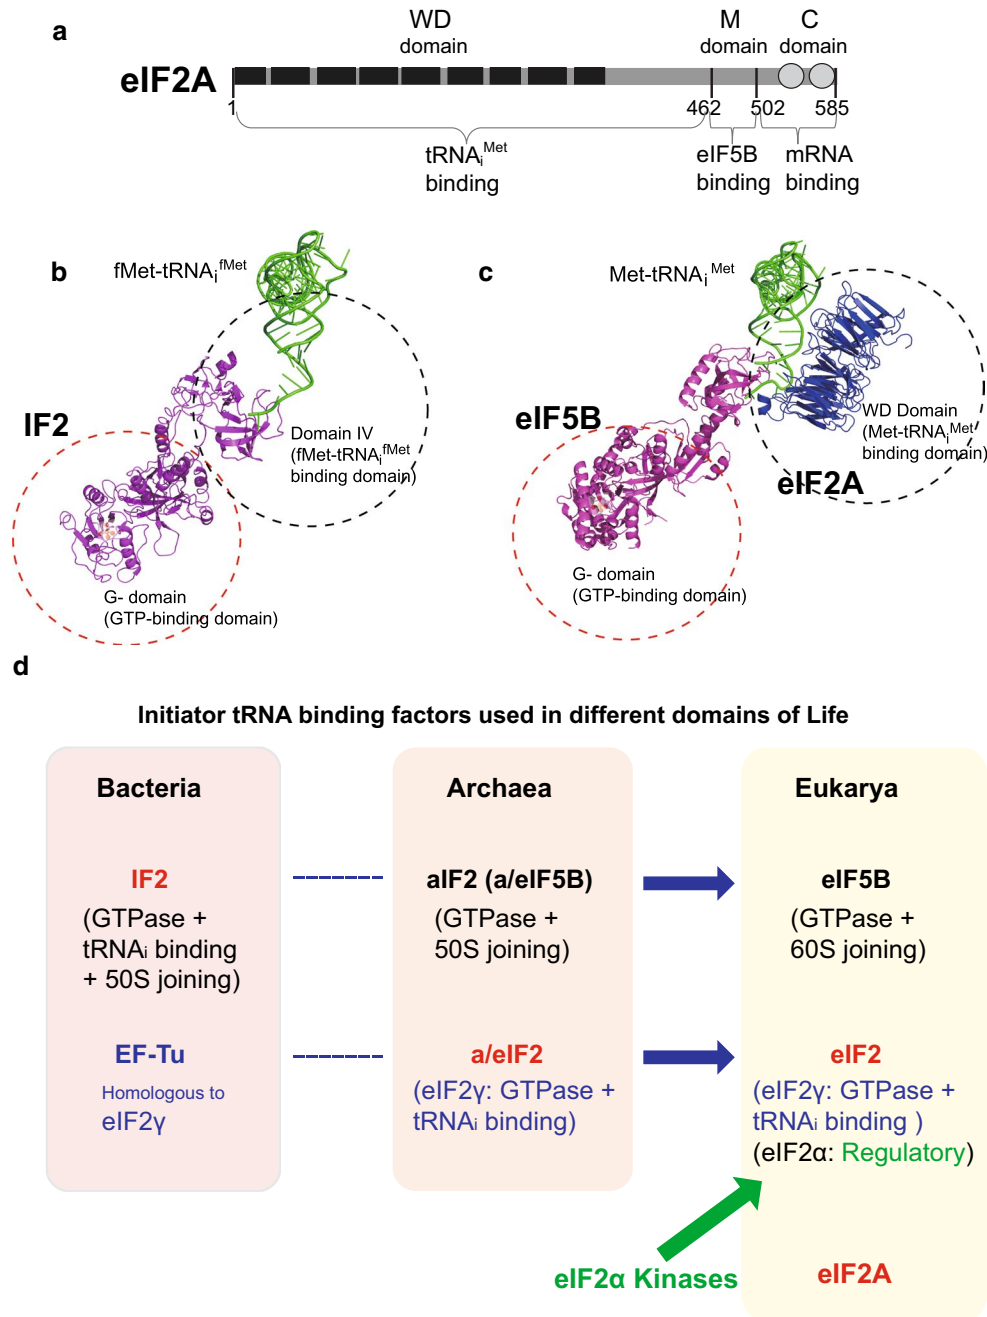 a
WD
domain
M
domain
C
domain
eIF2A
1
462
502
585
tRNAᵢᴹᵉᵗ
binding
eIF5B
binding
mRNA
binding
b
fMet-tRNAᵢᶠᴹᵉᵗ
IF2
Domain IV
(fMet-tRNAᵢᶠᴹᵉᵗ
binding domain)
G- domain
(GTP-binding domain)
c
Met-tRNAᵢᴹᵉᵗ
eIF5B
WD Domain
(Met-tRNAᵢᴹᵉᵗ
binding domain)
eIF2A
G- domain
(GTP-binding domain)
d
Initiator tRNA binding factors used in different domains of Life
Bacteria
IF2
(GTPase +
tRNAᵢ binding
+ 50S joining)
EF-Tu
Homologous to
eIF2γ
Archaea
aIF2 (a/eIF5B)
(GTPase +
50S joining)
a/eIF2
(eIF2γ: GTPase +
tRNAᵢ binding)
Eukarya
eIF5B
(GTPase +
60S joining)
eIF2
(eIF2γ: GTPase +
tRNAᵢ binding )
(eIF2α: Regulatory)
eIF2α Kinases
eIF2A